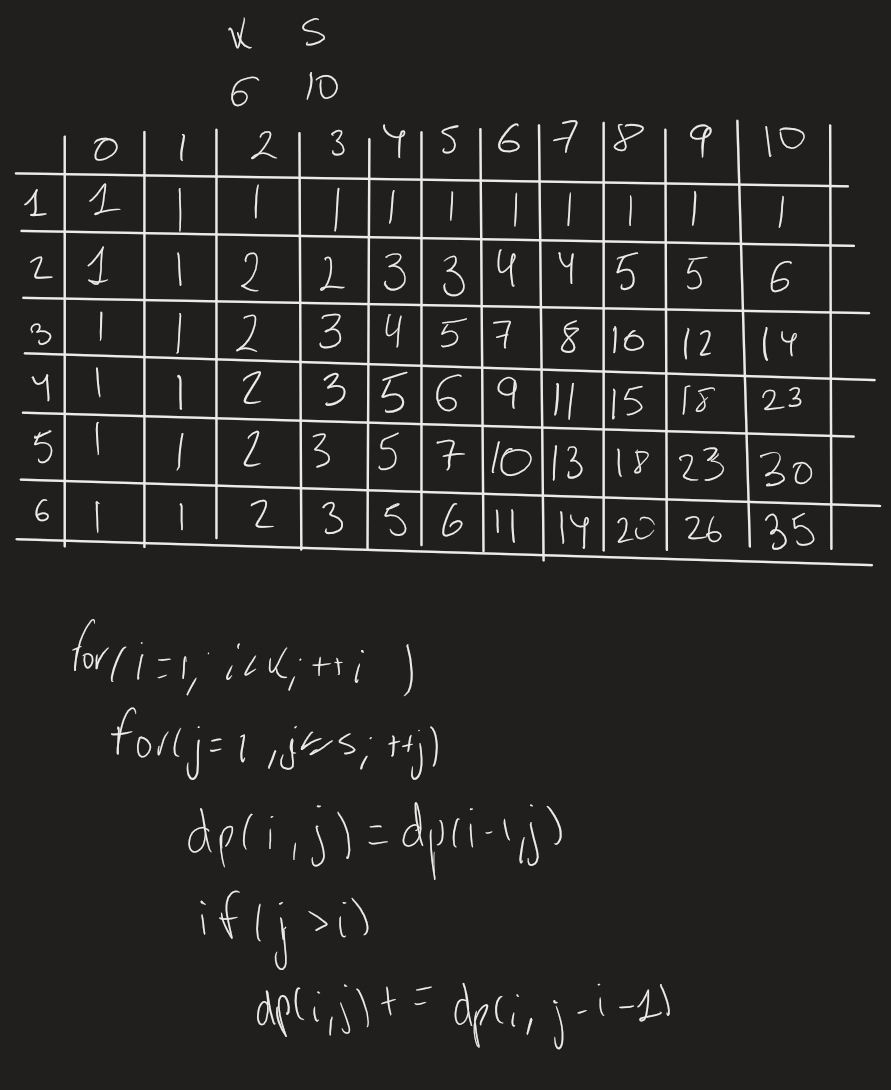 K S
6 10
0 1 2 3 4 5 6 7 8 9 10
1 1 1 1 1 1 1 1 1 1 1 1
2 1 1 2 2 3 3 4 4 5 5 6
3 1 1 2 3 4 5 7 8 10 12 14
4 1 1 2 3 5 6 9 11 15 18 23
5 1 1 2 3 5 7 10 13 18 23 30
6 1 1 2 3 5 6 11 14 20 26 35
for(i=1; i<K; ++i )
for(j=1 ,j<=s; ++j)
dp(i,j)=dp(i-1,j)
if(j>i)
dp(i,j)+= dp(i, j-i-1)